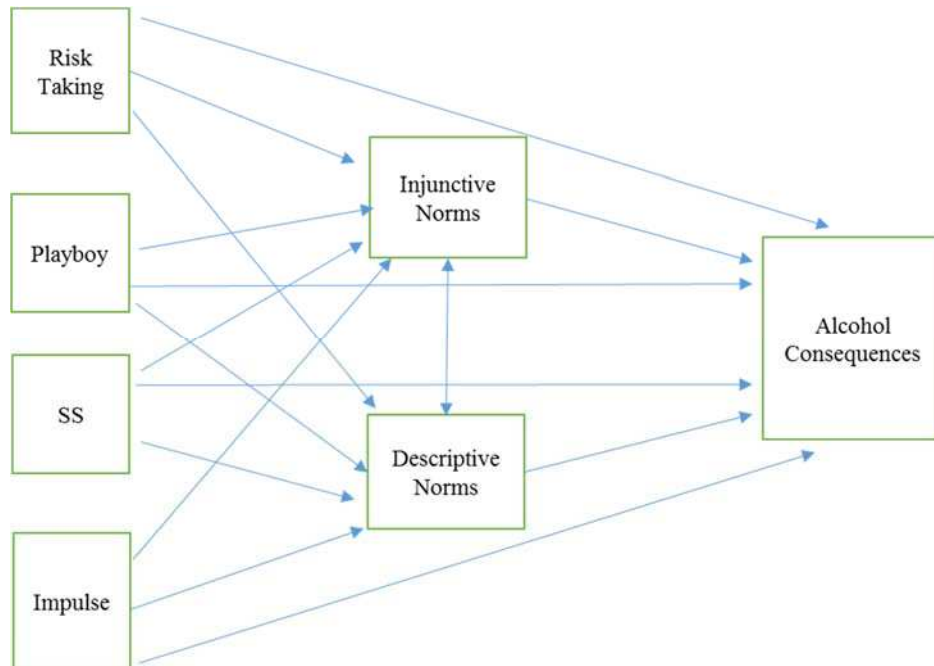 Risk
Taking
Injunctive
Norms
Playboy
Alcohol
Consequences
SS
Descriptive
Norms
Impulse